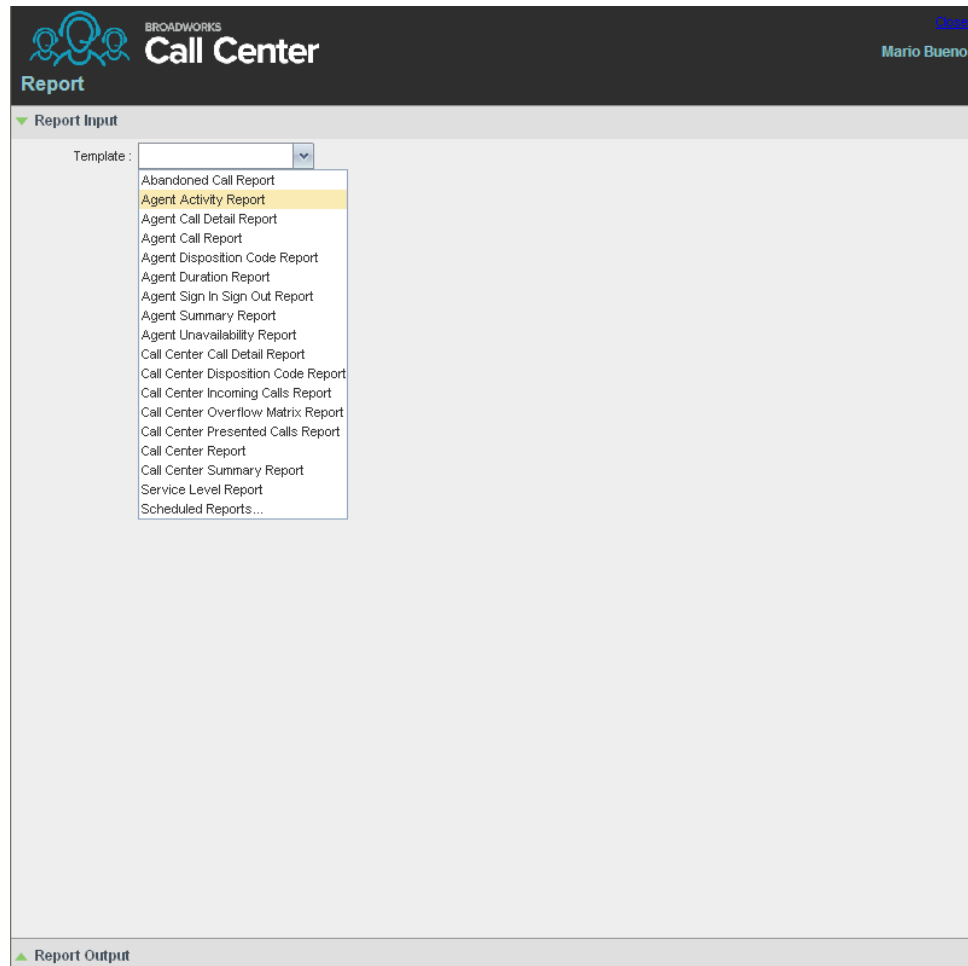 BROADWORKS
Call Center
Close
Mario Bueno
Report
Report Input
Template :
Abandoned Call Report
Agent Activity Report
Agent Call Detail Report
Agent Call Report
Agent Disposition Code Report
Agent Duration Report
Agent Sign In Sign Out Report
Agent Summary Report
Agent Unavailability Report
Call Center Call Detail Report
Call Center Disposition Code Report
Call Center Incoming Calls Report
Call Center Overflow Matrix Report
Call Center Presented Calls Report
Call Center Report
Call Center Summary Report
Service Level Report
Scheduled Reports...
Report Output